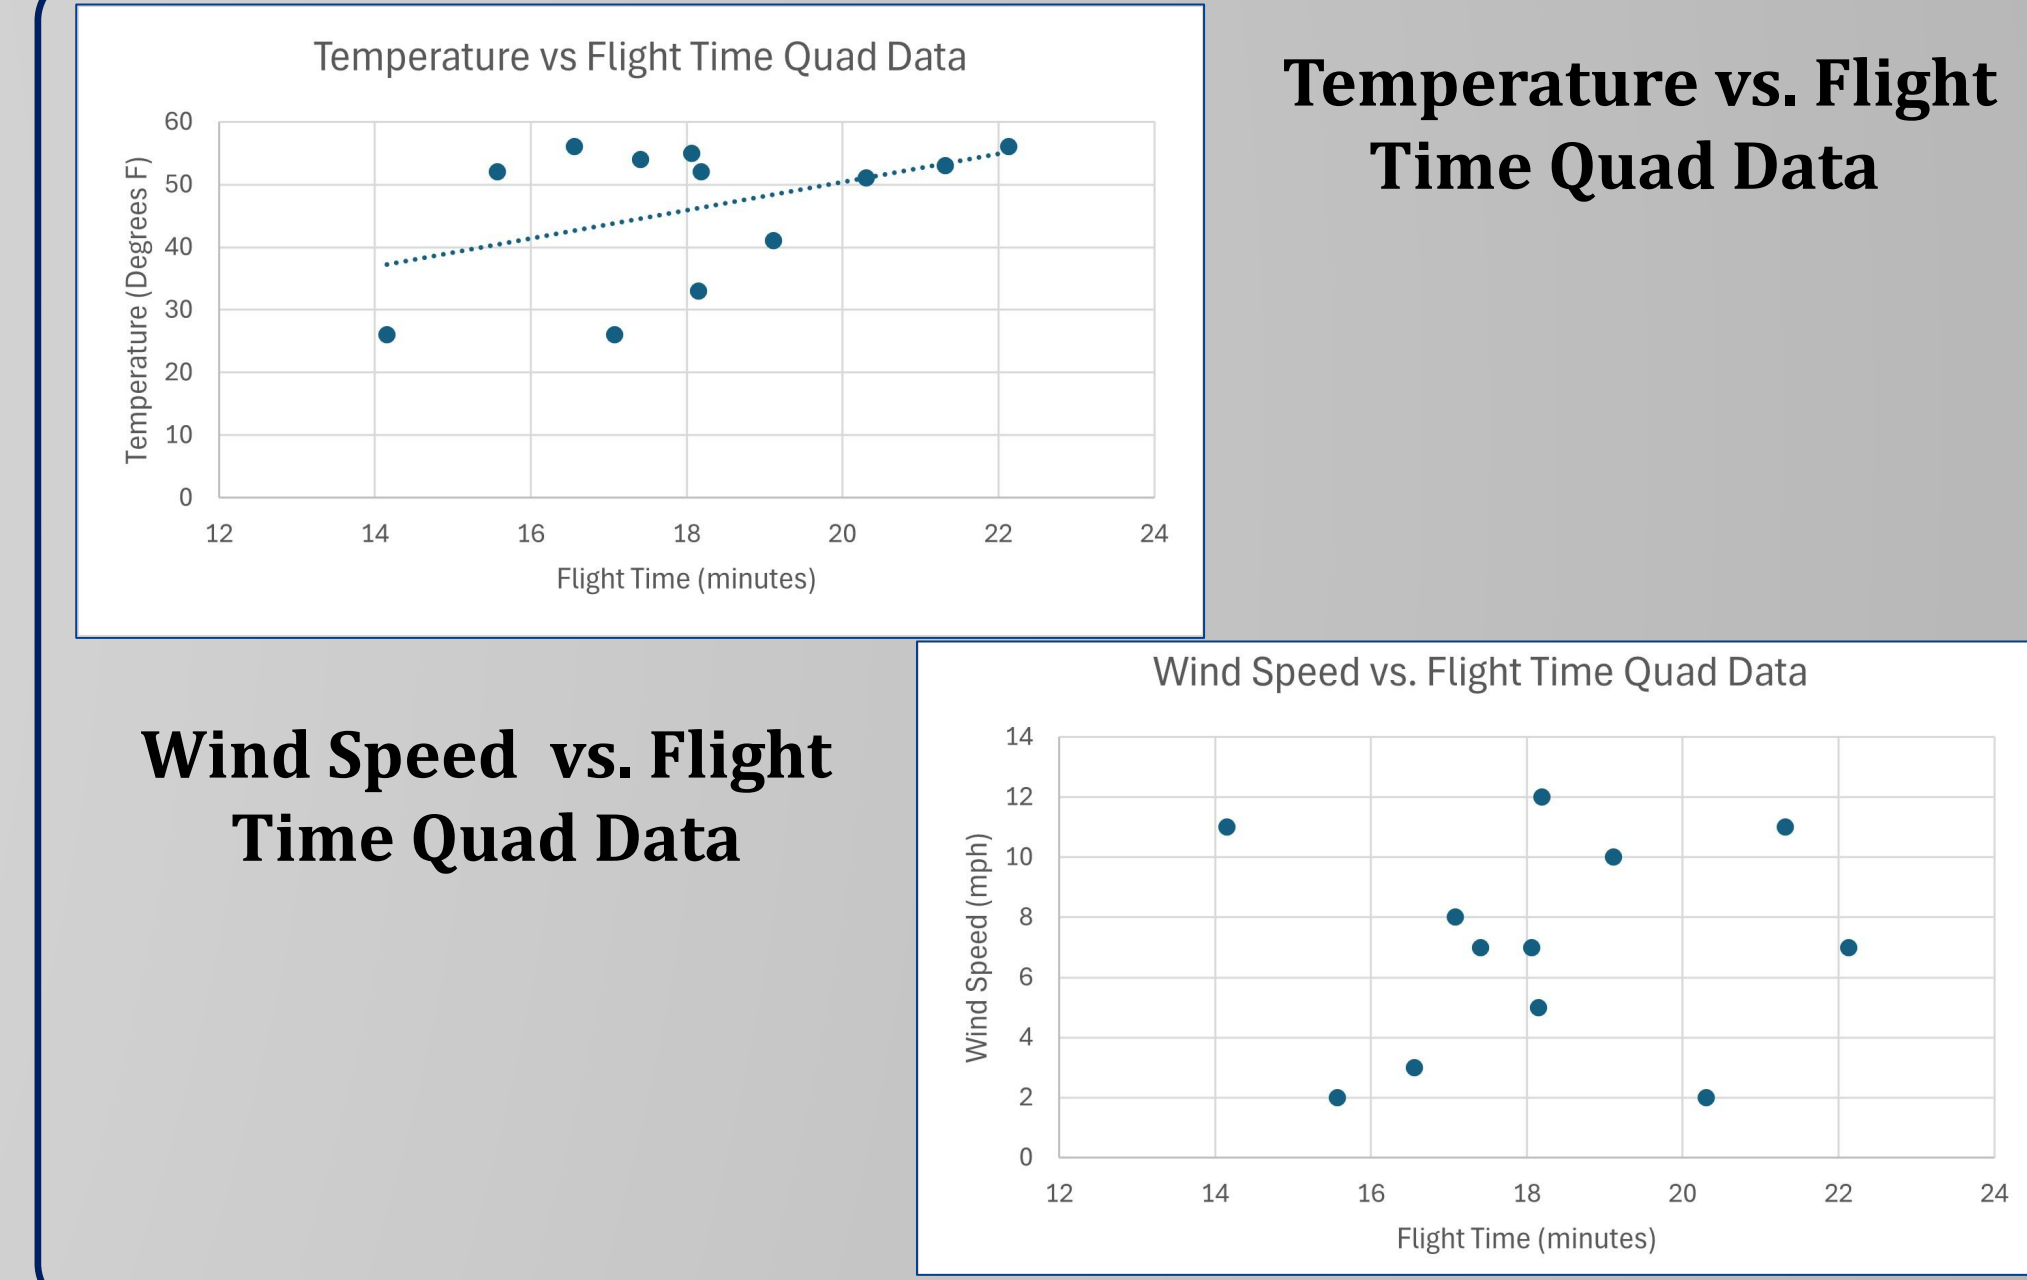 Temperature vs Flight Time Quad Data
60
50
40
30
20
10
0
Temperature (Degrees F)
12 14 16 18 20 22 24
Flight Time (minutes)
Temperature vs. Flight
Time Quad Data
Wind Speed vs. Flight
Time Quad Data
Wind Speed vs. Flight Time Quad Data
14
12
10
8
6
4
2
0
Wind Speed (mph)
12 14 16 18 20 22 24
Flight Time (minutes)